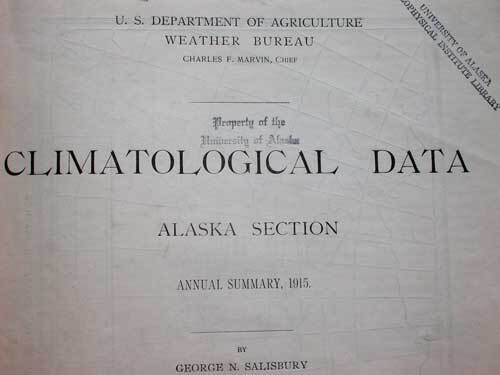 U. S. DEPARTMENT OF AGRICULTURE
WEATHER BUREAU
CHARLES F. MARVIN, CHIEF
UNIVERSITY OF ALASKA
GEOPHYSICAL INSTITUTE LIBRARY
Property of the
University of Alaska
CLIMATOLOGICAL DATA
ALASKA SECTION
ANNUAL SUMMARY, 1915.
BY
GEORGE N. SALISBURY